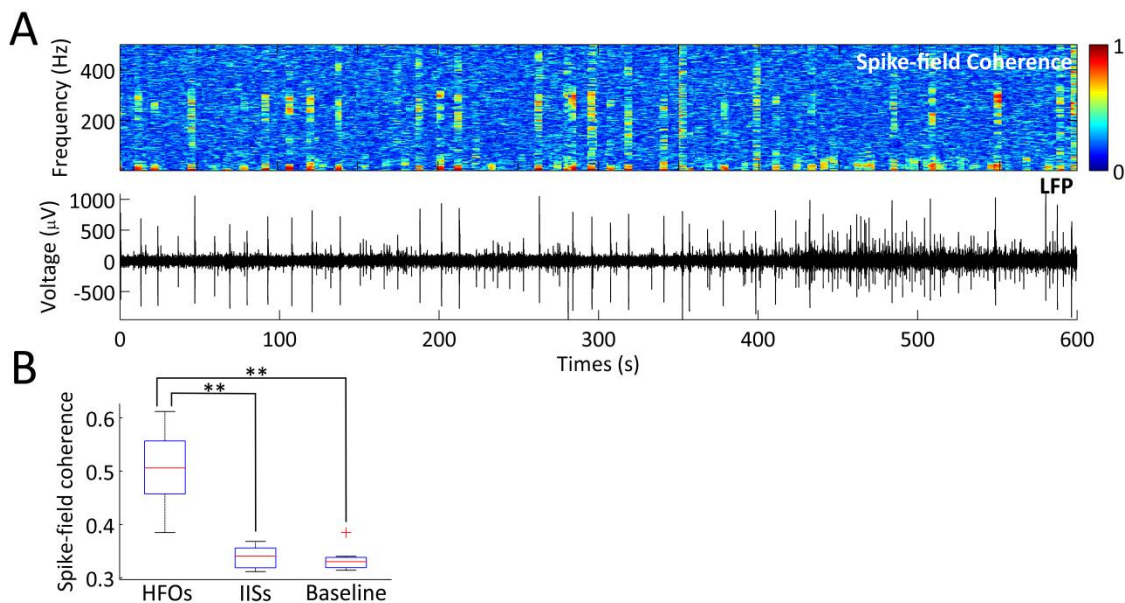 A
Frequency (Hz)
400
200
Spike-field Coherence
1
0
LFP
Voltage (μV)
1000
500
0
-500
0
100
200
300
400
500
600
Times (s)
B
**
**
Spike-field coherence
0.6
0.5
0.4
0.3
HFOs
IISs
Baseline